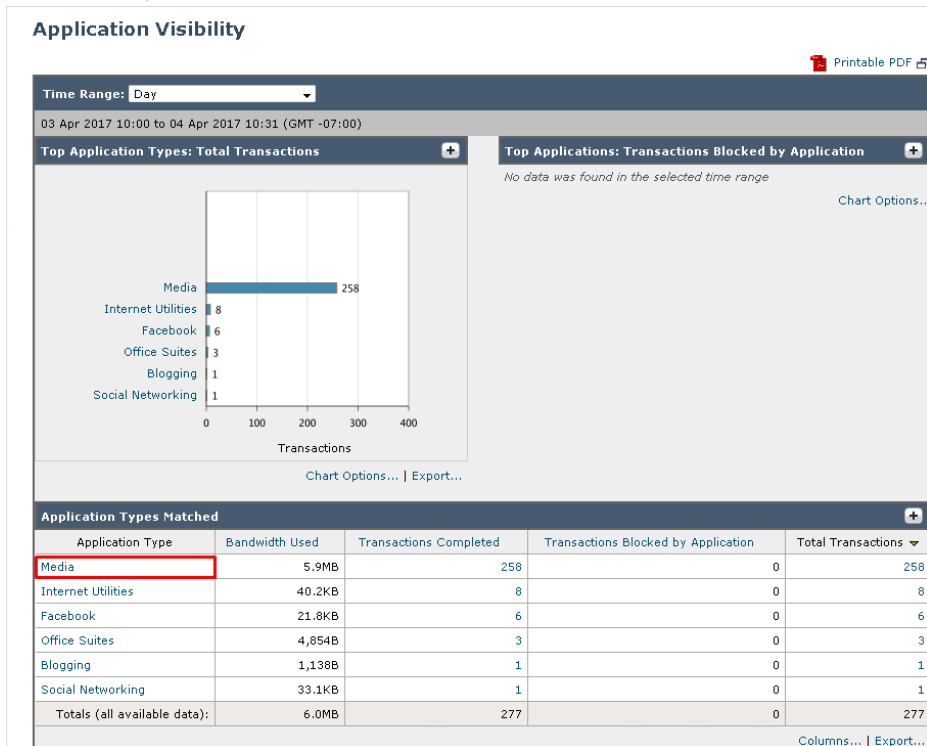 Application Visibility
Printable PDF
Time Range: Day
03 Apr 2017 10:00 to 04 Apr 2017 10:31 (GMT -07:00)
Top Application Types: Total Transactions
Media 258
Internet Utilities 8
Facebook 6
Office Suites 3
Blogging 1
Social Networking 1
0 100 200 300 400
Transactions
Chart Options... | Export...
Top Applications: Transactions Blocked by Application
No data was found in the selected time range
Chart Options..
Application Types Matched
Application Type Bandwidth Used Transactions Completed Transactions Blocked by Application Total Transactions
Media 5.9MB 258 0 258
Internet Utilities 40.2KB 8 0 8
Facebook 21.8KB 6 0 6
Office Suites 4,854B 3 0 3
Blogging 1,138B 1 0 1
Social Networking 33.1KB 1 0 1
Totals (all available data): 6.0MB 277 0 277
Columns... | Export...